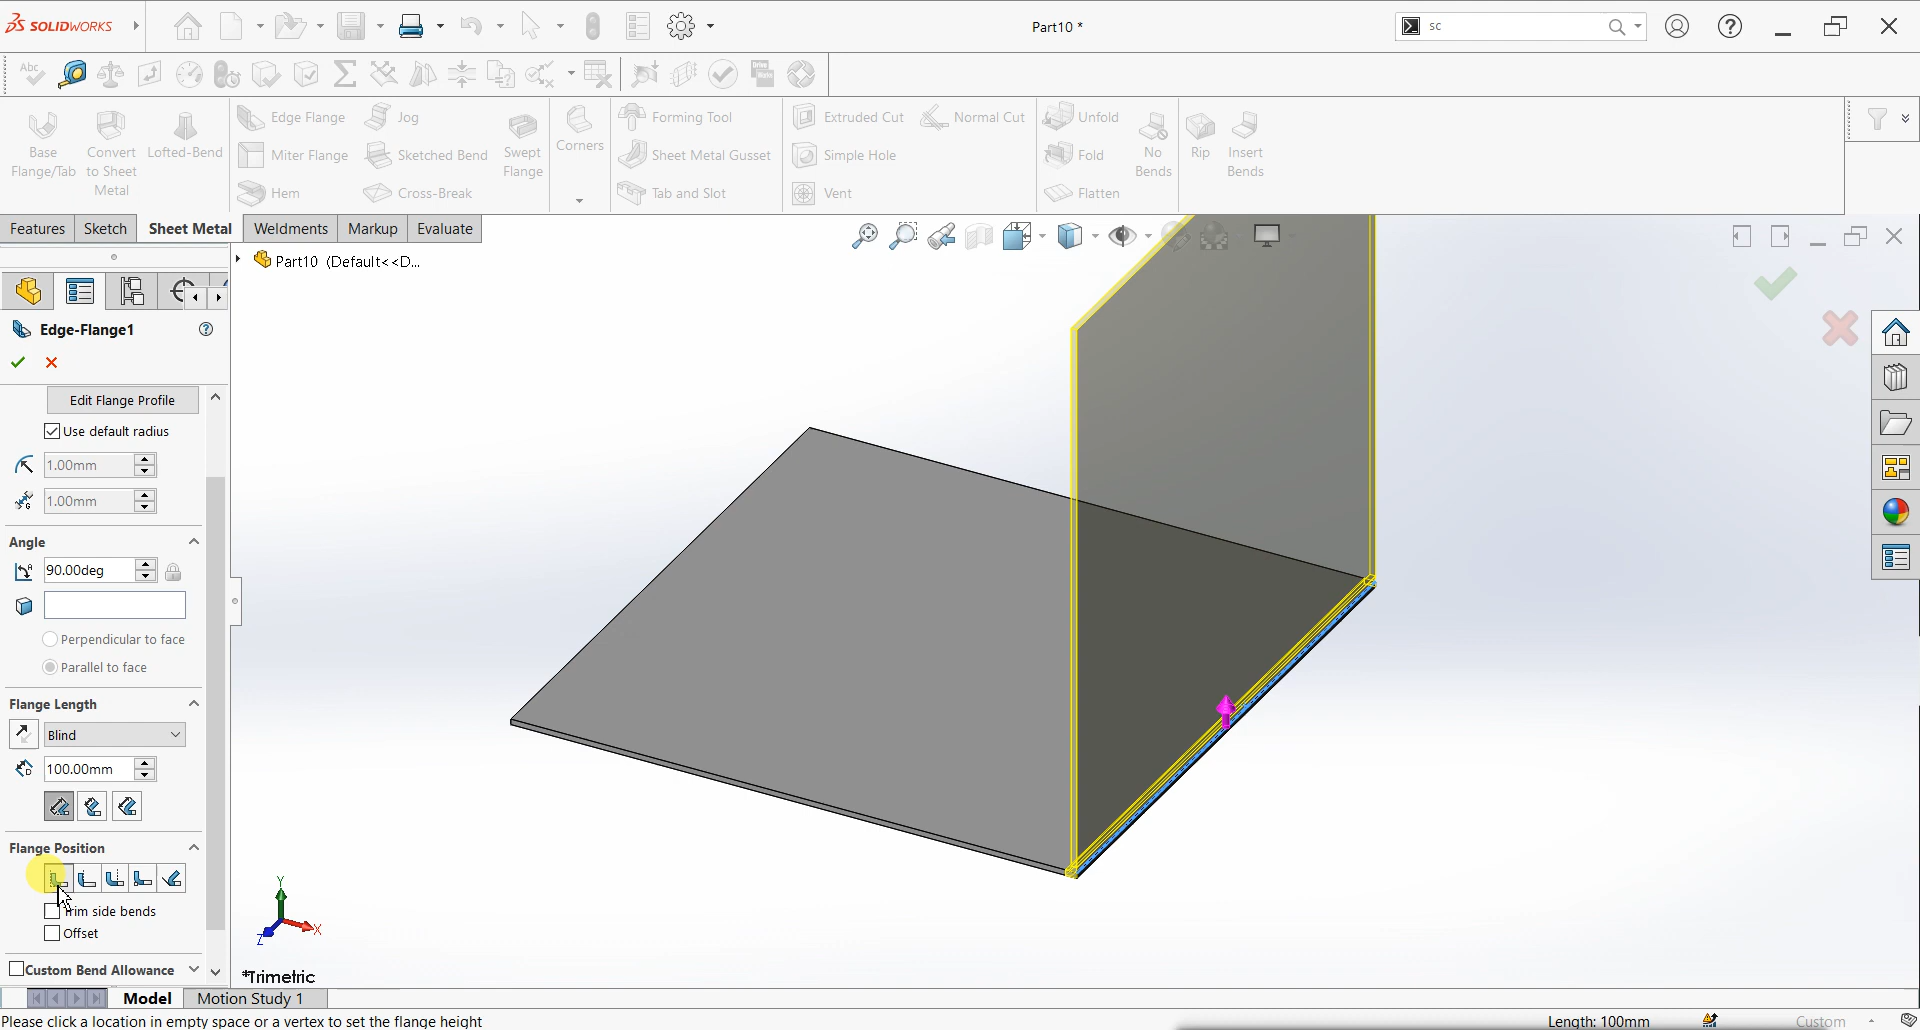 SOLIDWORKS
Part10 *
sc
Abc
Base
Flange/Tab
Convert
to Sheet
Metal
Lofted-Bend
Edge Flange
Miter Flange
Hem
Jog
Sketched Bend
Cross-Break
Swept
Flange
Corners
Forming Tool
Sheet Metal Gusset
Tab and Slot
Extruded Cut
Simple Hole
Vent
Normal Cut
Unfold
Fold
Flatten
No
Bends
Rip
Insert
Bends
Features
Sketch
Sheet Metal
Weldments
Markup
Evaluate
Part10 (Default<<D...
Edge-Flange1
Edit Flange Profile
Use default radius
1.00mm
1.00mm
Angle
90.00deg
Perpendicular to face
Parallel to face
Flange Length
Blind
100.00mm
Flange Position
Trim side bends
Offset
Custom Bend Allowance
Y
X
Z
*Trimetric
Model
Motion Study 1
Please click a location in empty space or a vertex to set the flange height
Length: 100mm
Custom